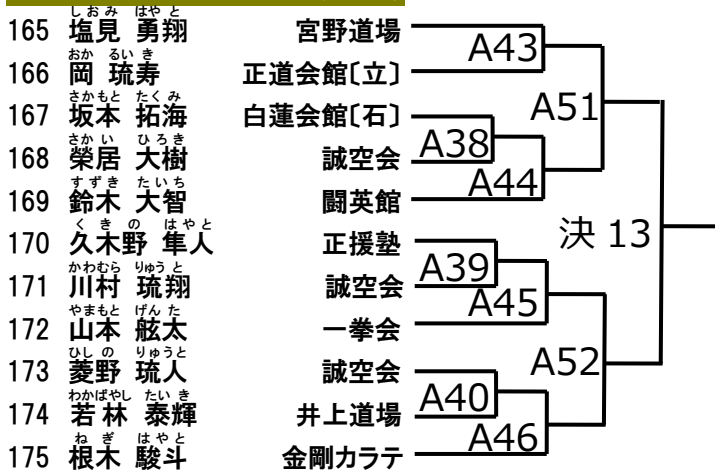 しおみ はやと
165 塩見 勇翔 宮野道場
おか るいき
166 岡 琉寿 正道会館〔立〕
さかもと たくみ
167 坂本 拓海 白蓮会館〔石〕
さかい ひろき
168 榮居 大樹 誠空会
すずき たいち
169 鈴木 大智 闘英館
くきの はやと
170 久木野 隼人 正援塾
かわむら りゅうと
171 川村 琉翔 誠空会
やまもと げんた
172 山本 舷太 一拳会
ひしの りゅうと
173 菱野 琉人 誠空会
わかばやし たいき
174 若林 泰輝 井上道場
ねぎ はやと
175 根木 駿斗 金剛カラテ
A43
A38
A44
A39
A45
A40
A46
A51
A52
決 13